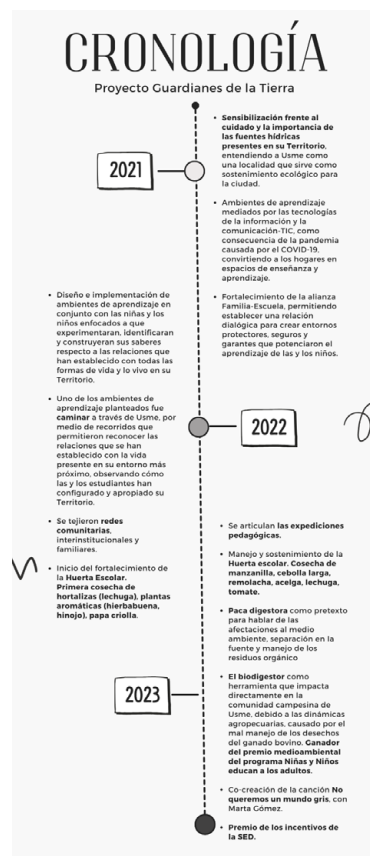 CRONOLOGÍA
Proyecto Guardianes de la Tierra
2021
• Sensibilización frente al
cuidado y la importancia de
las fuentes hídricas
presentes en su Territorio,
entendiendo a Usme como
una localidad que sirve como
sostenimiento ecológico para
la ciudad.
• Ambientes de aprendizaje
mediados por las tecnologías
de la información y la
comunicación-TIC, como
consecuencia de la pandemia
causada por el COVID-19,
convirtiendo a los hogares en
espacios de enseñanza y
aprendizaje.
• Fortalecimiento de la alianza
Familia-Escuela, permitiendo
establecer una relación
dialógica para crear entornos
protectores, seguros y
garantes que potenciaron el
aprendizaje de las y los niños.
2022
• Diseño e implementación de
ambientes de aprendizaje en
conjunto con las niñas y los
niños enfocados a que
experimentaran, identificaran
y construyeran sus saberes
respecto a las relaciones que
han establecido con todas las
formas de vida y lo vivo en su
Territorio.
• Uno de los ambientes de
aprendizaje planteados fue
caminar a través de Usme, por
medio de recorridos que
permitieron reconocer las
relaciones que se han
establecido con la vida
presente en su entorno más
próximo, observando cómo
las y los estudiantes han
configurado y apropiado su
Territorio.
• Se tejieron redes
comunitarias,
interinstitucionales y
familiares.
• Inicio del fortalecimiento de
la Huerta Escolar.
Primera cosecha de
hortalizas (lechuga), plantas
aromáticas (hierbabuena,
hinojo), papa criolla.
2023
• Se articulan las expediciones
pedagógicas.
• Manejo y sostenimiento de la
Huerta escolar. Cosecha de
manzanilla, cebolla larga,
remolacha, acelga, lechuga,
tomate.
• Paca digestora como pretexto
para hablar de las
afectaciones al medio
ambiente, separación en la
fuente y manejo de los
residuos orgánico
• El biodigestor como
herramienta que impacta
directamente en la
comunidad campesina de
Usme, debido a las dinámicas
agropecuarias, causado por el
mal manejo de los desechos
del ganado bovino. Ganador
del premio medioambiental
del programa Niñas y Niños
educan a los adultos.
• Co-creación de la canción No
queremos un mundo gris, con
Marta Gómez.
• Premio de los incentivos de
la SED.